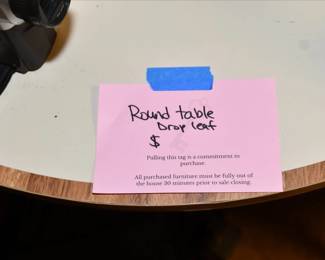 Round table
Drop leaf
$
Pulling this tag is a commitment to
purchase
All purchased furniture must be fully out of
the house 30 minutes prior to sale closing.